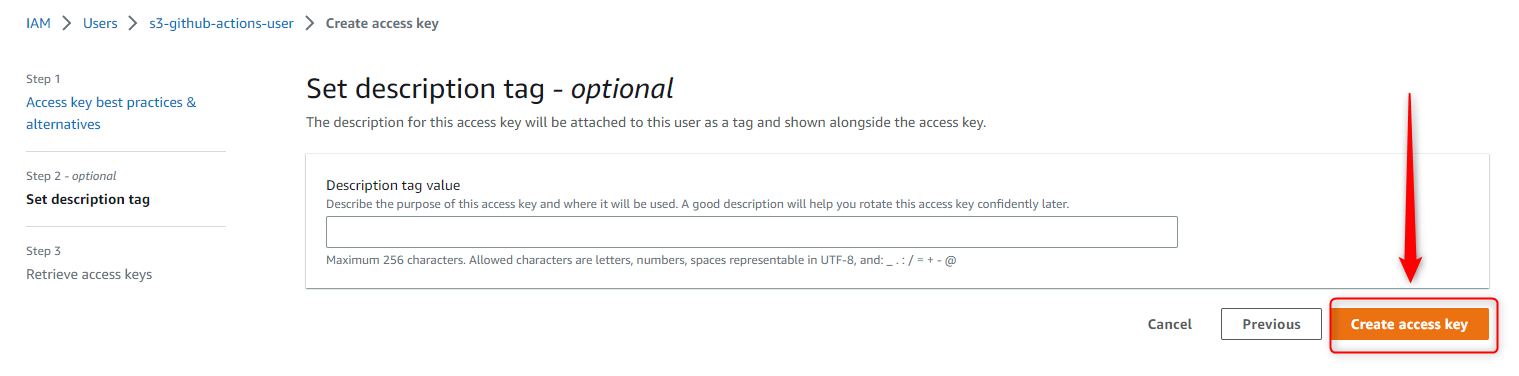 IAM > Users > s3-github-actions-user > Create access key
Step 1
Access key best practices &
alternatives
Step 2 - optional
Set description tag
Step 3
Retrieve access keys
Set description tag - optional
The description for this access key will be attached to this user as a tag and shown alongside the access key.
Description tag value
Describe the purpose of this access key and where it will be used. A good description will help you rotate this access key confidently later.
Maximum 256 characters. Allowed characters are letters, numbers, spaces representable in UTF-8, and: _ . : / = + - @
Cancel Previous Create access key